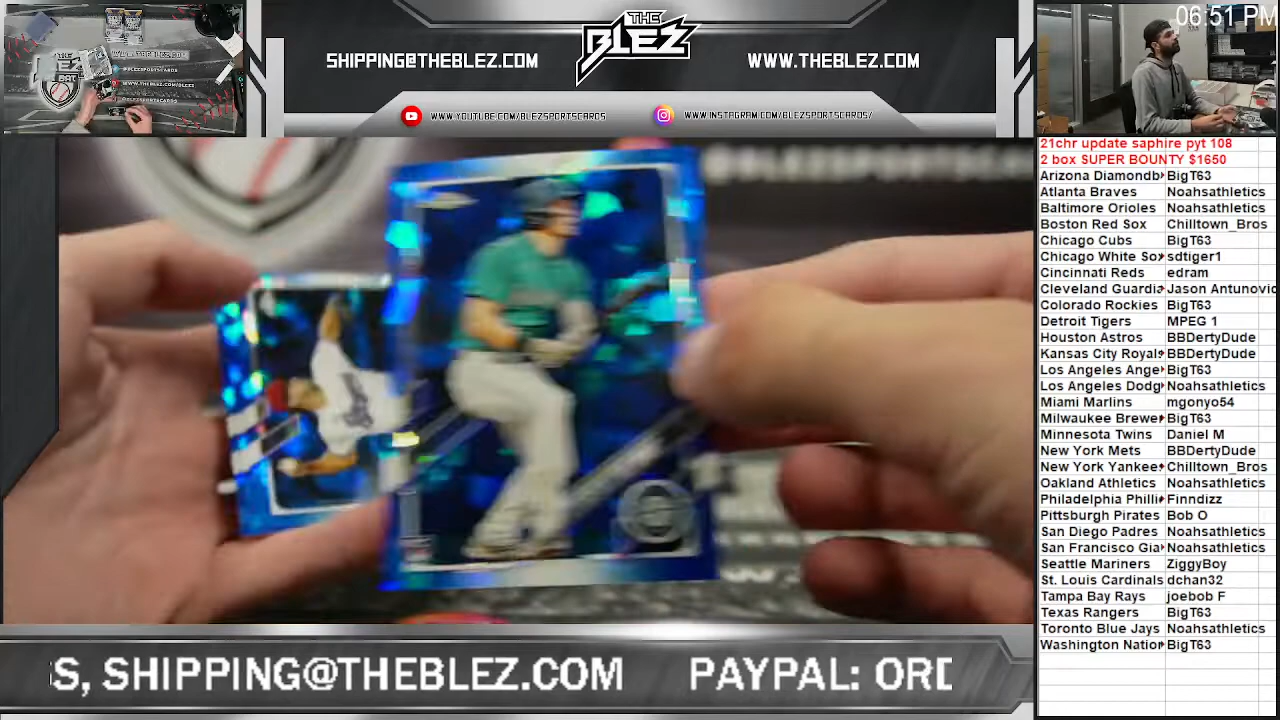 06:51 PM
THE
BLEZ
SHIPPING@THEBLEZ.COM
WWW.THEBLEZ.COM
WWW.YOUTUBE.COM/BLEZSPORTSCARDS
WWW.INSTAGRAM.COM/BLEZSPORTSCARDS/
21chr update saphire pyt 108
2 box SUPER BOUNTY $1650
Arizona Diamondb BigT63
Atlanta Braves Noahsathletics
Baltimore Orioles Noahsathletics
Boston Red Sox Chilltown_Bros
Chicago Cubs BigT63
Chicago White So sdtiger1
Cincinnati Reds edram
Cleveland Guardia Jason Antunovic
Colorado Rockies BigT63
Detroit Tigers MPEG 1
Houston Astros BBDertyDude
Kansas City Royals BBDertyDude
Los Angeles Ange BigT63
Los Angeles Dodg Noahsathletics
Miami Marlins mgonyo54
Milwaukee Brewe BigT63
Minnesota Twins Daniel M
New York Mets BBDertyDude
New York Yankee Chilltown_Bros
Oakland Athletics Noahsathletics
Philadelphia Philli Finndizz
Pittsburgh Pirates Bob O
San Diego Padres Noahsathletics
San Francisco Gia Noahsathletics
Seattle Mariners ZiggyBoy
St. Louis Cardinals dchan32
Tampa Bay Rays joebob F
Texas Rangers BigT63
Toronto Blue Jays Noahsathletics
Washington Nation BigT63
S, SHIPPING@THEBLEZ.COM PAYPAL: ORD